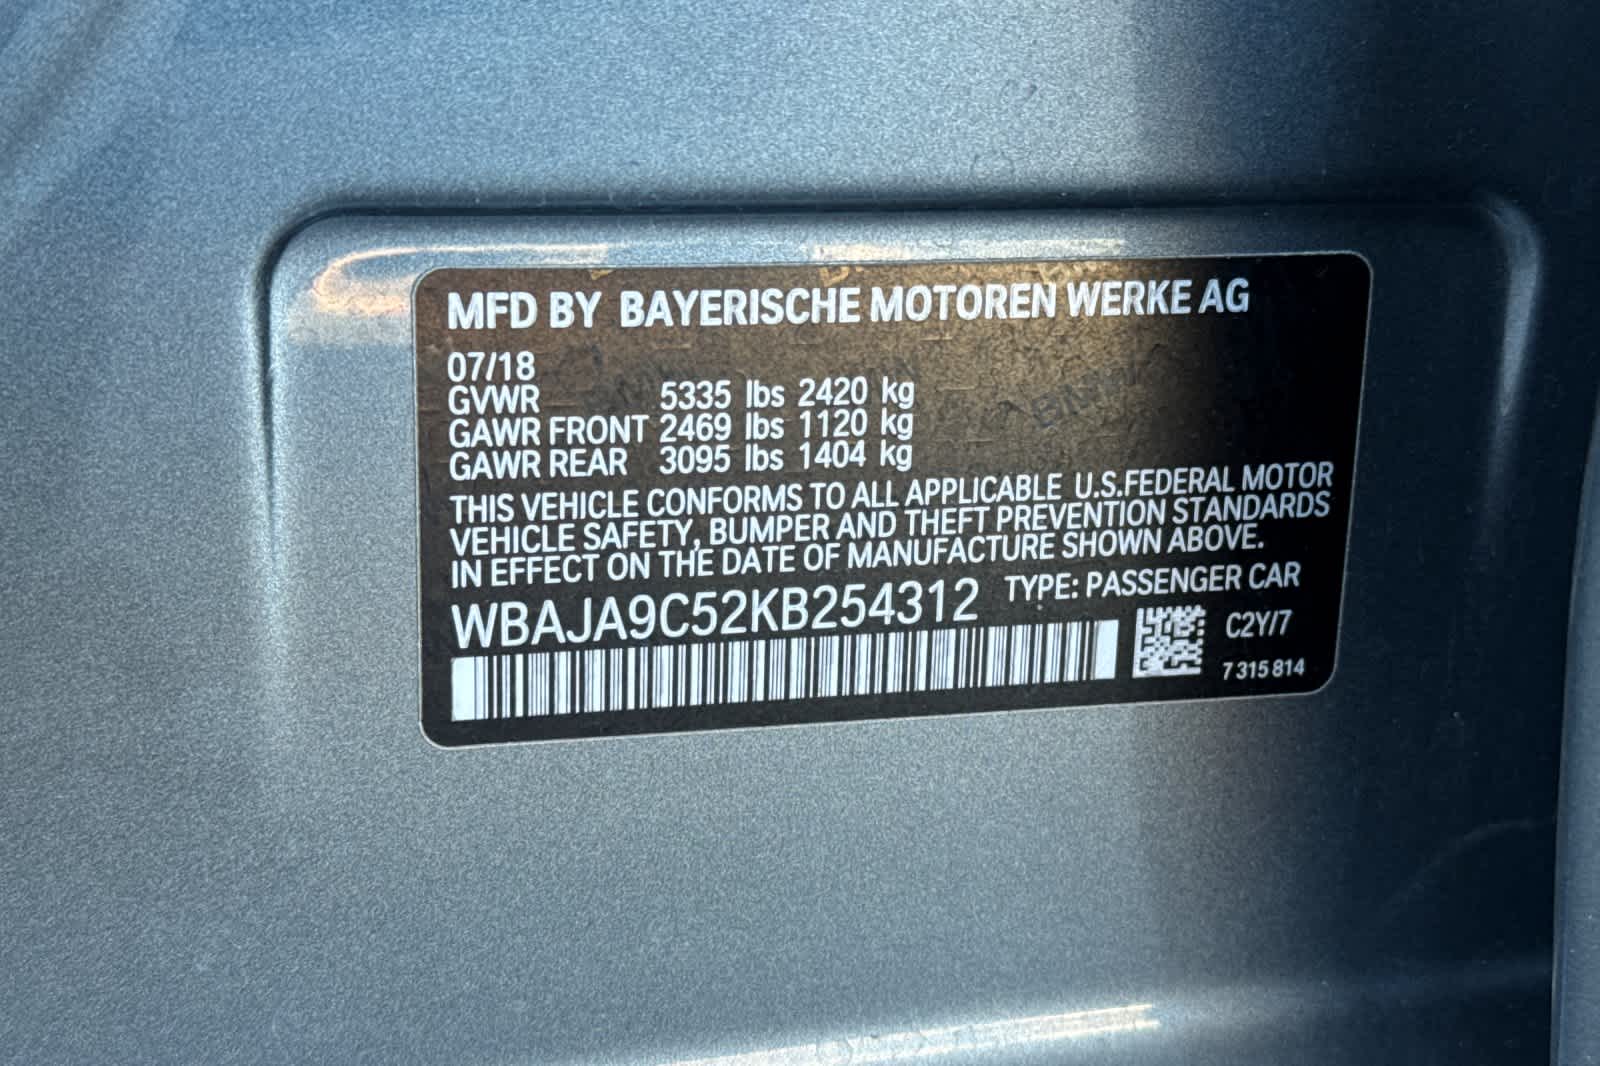 MFD BY BAYERISCHE MOTOREN WERKE AG
07/18
GVWR 5335 lbs 2420 kg
GAWR FRONT 2469 lbs 1120 kg
GAWR REAR 3095 lbs 1404 kg
THIS VEHICLE CONFORMS TO ALL APPLICABLE U.S.FEDERAL MOTOR
VEHICLE SAFETY, BUMPER AND THEFT PREVENTION STANDARDS
IN EFFECT ON THE DATE OF MANUFACTURE SHOWN ABOVE.
WBAJA9C52KB254312 TYPE: PASSENGER CAR
C2Y/7
7 315 814